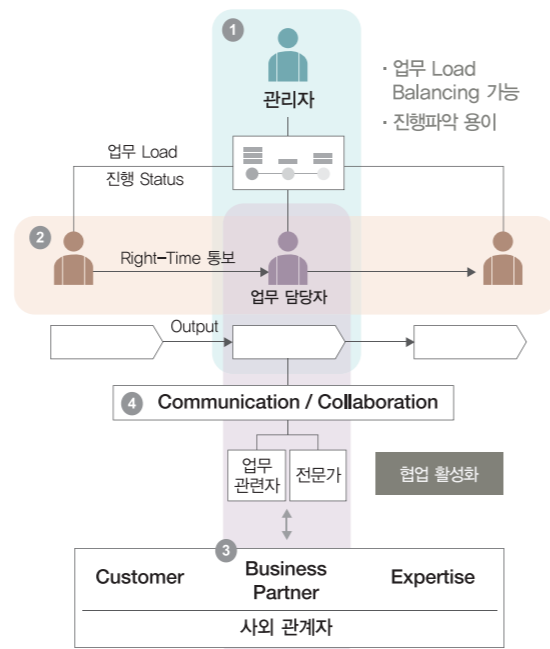 1
관리자
· 업무 Load
Balancing 가능
· 진행파악 용이
업무 Load
진행 Status
2
Right-Time 통보
업무 담당자
Output
4 Communication / Collaboration
업무
관련자
전문가
협업 활성화
3
Customer
Business
Partner
Expertise
사외 관계자